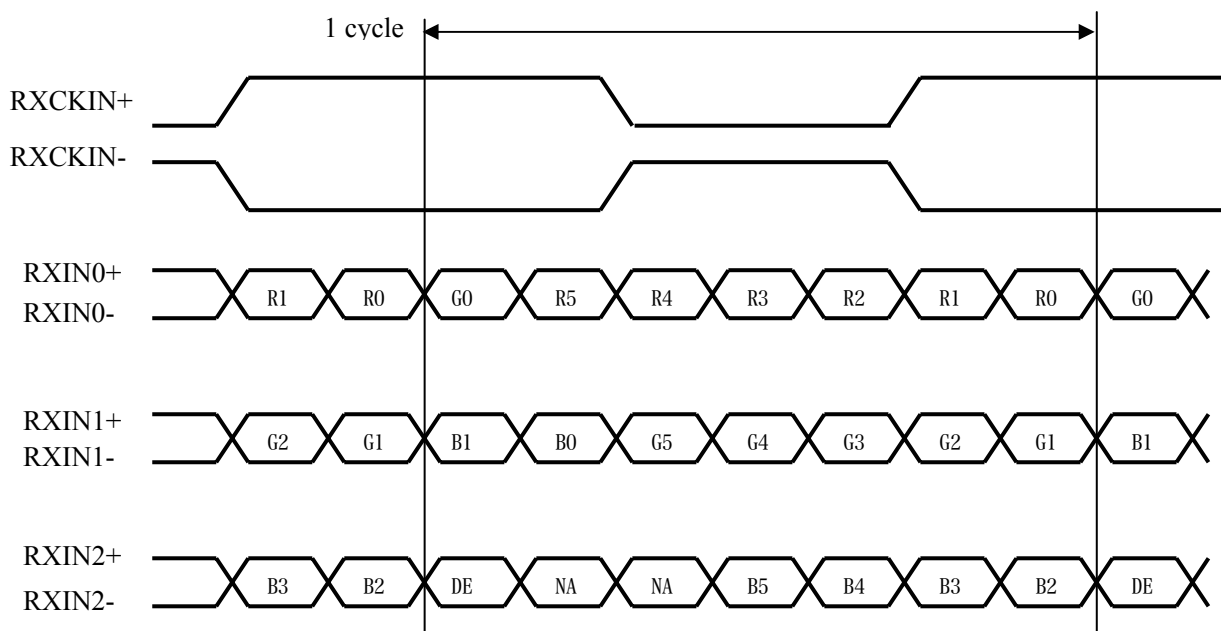 1 cycle
RXCKIN+
RXCKIN-
RXIN0+
R1 R0 G0 R5 R4 R3 R2 R1 R0 G0
RXIN0-
RXIN1+
G2 G1 B1 B0 G5 G4 G3 G2 G1 B1
RXIN1-
RXIN2+
B3 B2 DE NA NA B5 B4 B3 B2 DE
RXIN2-